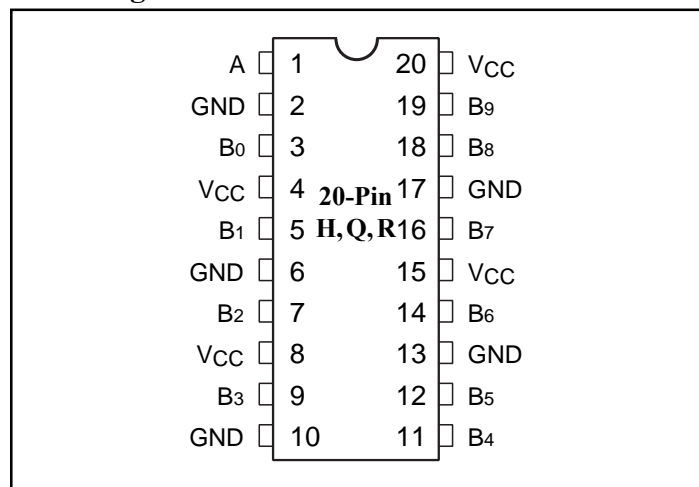 A 1 20 VCC
GND 2 19 B9
B0 3 18 B8
VCC 4 20-Pin 17 GND
B1 5 H, Q, R 16 B7
GND 6 15 VCC
B2 7 14 B6
VCC 8 13 GND
B3 9 12 B5
GND 10 11 B4